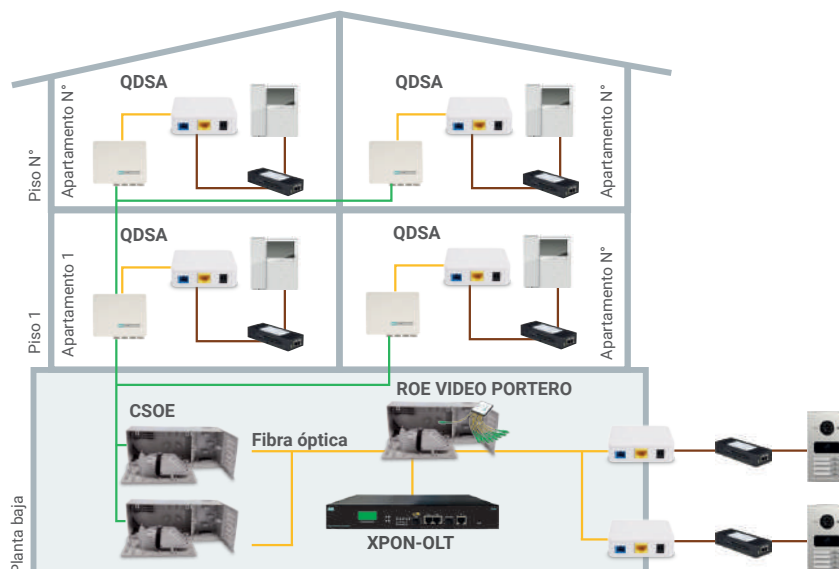 QDSA
QDSA
Piso N°
Apartamento N°
Apartamento N°
QDSA
QDSA
Piso 1
Apartamento 1
Apartamento N°
ROE VIDEO PORTERO
CSOE
Fibra óptica
XPON-OLT
Planta baja